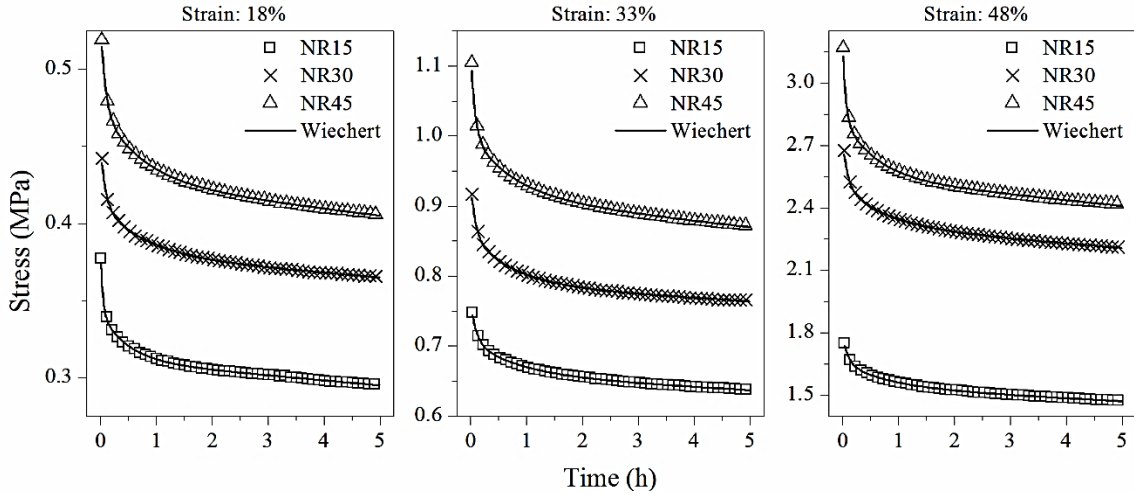 Strain: 18%
NR15
NR30
NR45
Wiechert
0.5
0.4
0.3
0
1
2
3
4
5
Strain: 33%
NR15
NR30
NR45
Wiechert
1.1
1.0
0.9
0.8
0.7
0.6
0
1
2
3
4
5
Strain: 48%
NR15
NR30
NR45
Wiechert
3.0
2.7
2.4
2.1
1.8
1.5
0
1
2
3
4
5
Stress (MPa)
Time (h)